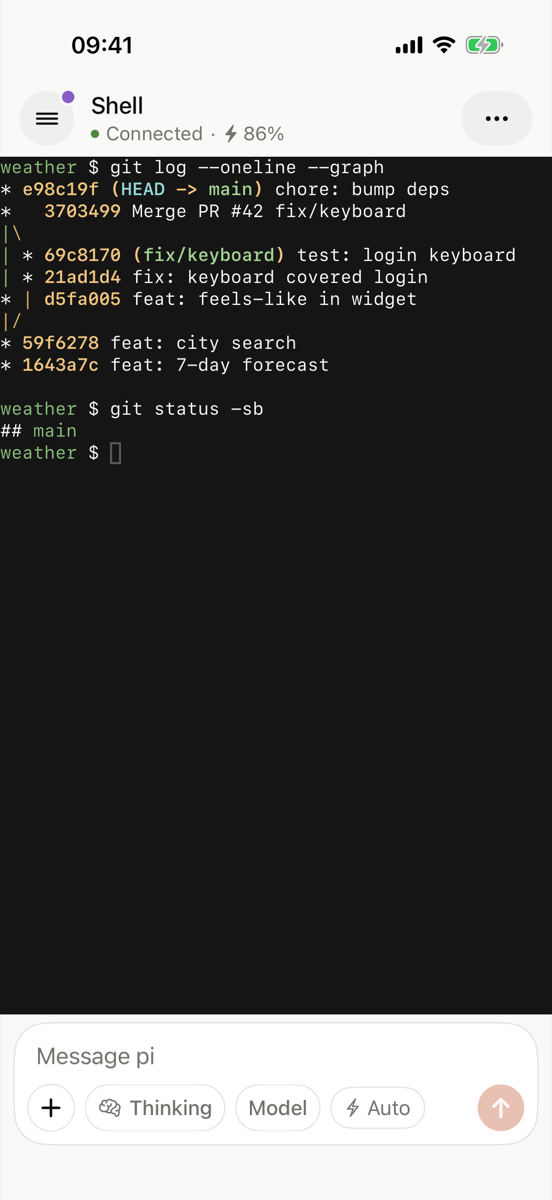 09:41
Shell
Connected · 86%
weather $ git log --oneline --graph
* e98c19f (HEAD -> main) chore: bump deps
*   3703499 Merge PR #42 fix/keyboard
|\
| * 69c8170 (fix/keyboard) test: login keyboard
| * 21ad1d4 fix: keyboard covered login
* | d5fa005 feat: feels-like in widget
|/
* 59f6278 feat: city search
* 1643a7c feat: 7-day forecast
weather $ git status -sb
## main
weather $
Message pi
Thinking Model Auto